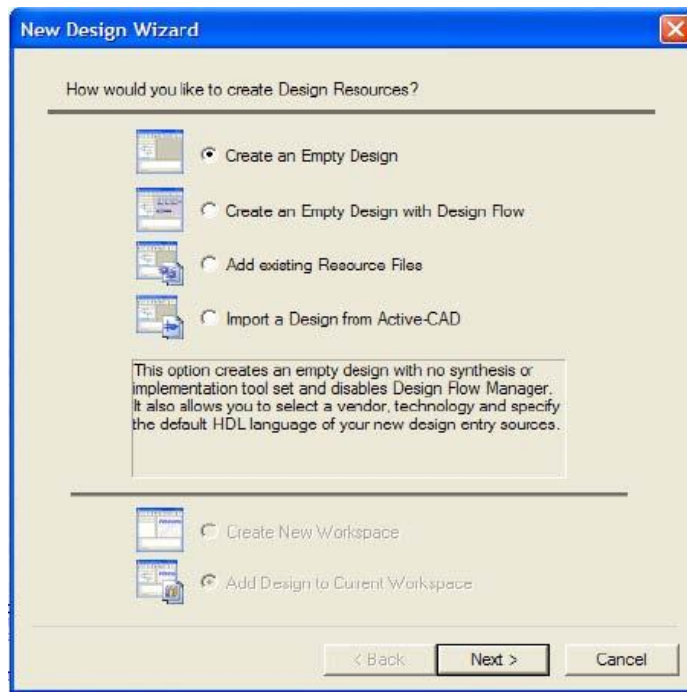 New Design Wizard
How would you like to create Design Resources?
Create an Empty Design
Create an Empty Design with Design Flow
Add existing Resource Files
Import a Design from Active-CAD
This option creates an empty design with no synthesis or
implementation tool set and disables Design Flow Manager.
It also allows you to select a vendor, technology and specify
the default HDL language of your new design entry sources.
Create New Workspace
Add Design to Current Workspace
< Back Next > Cancel